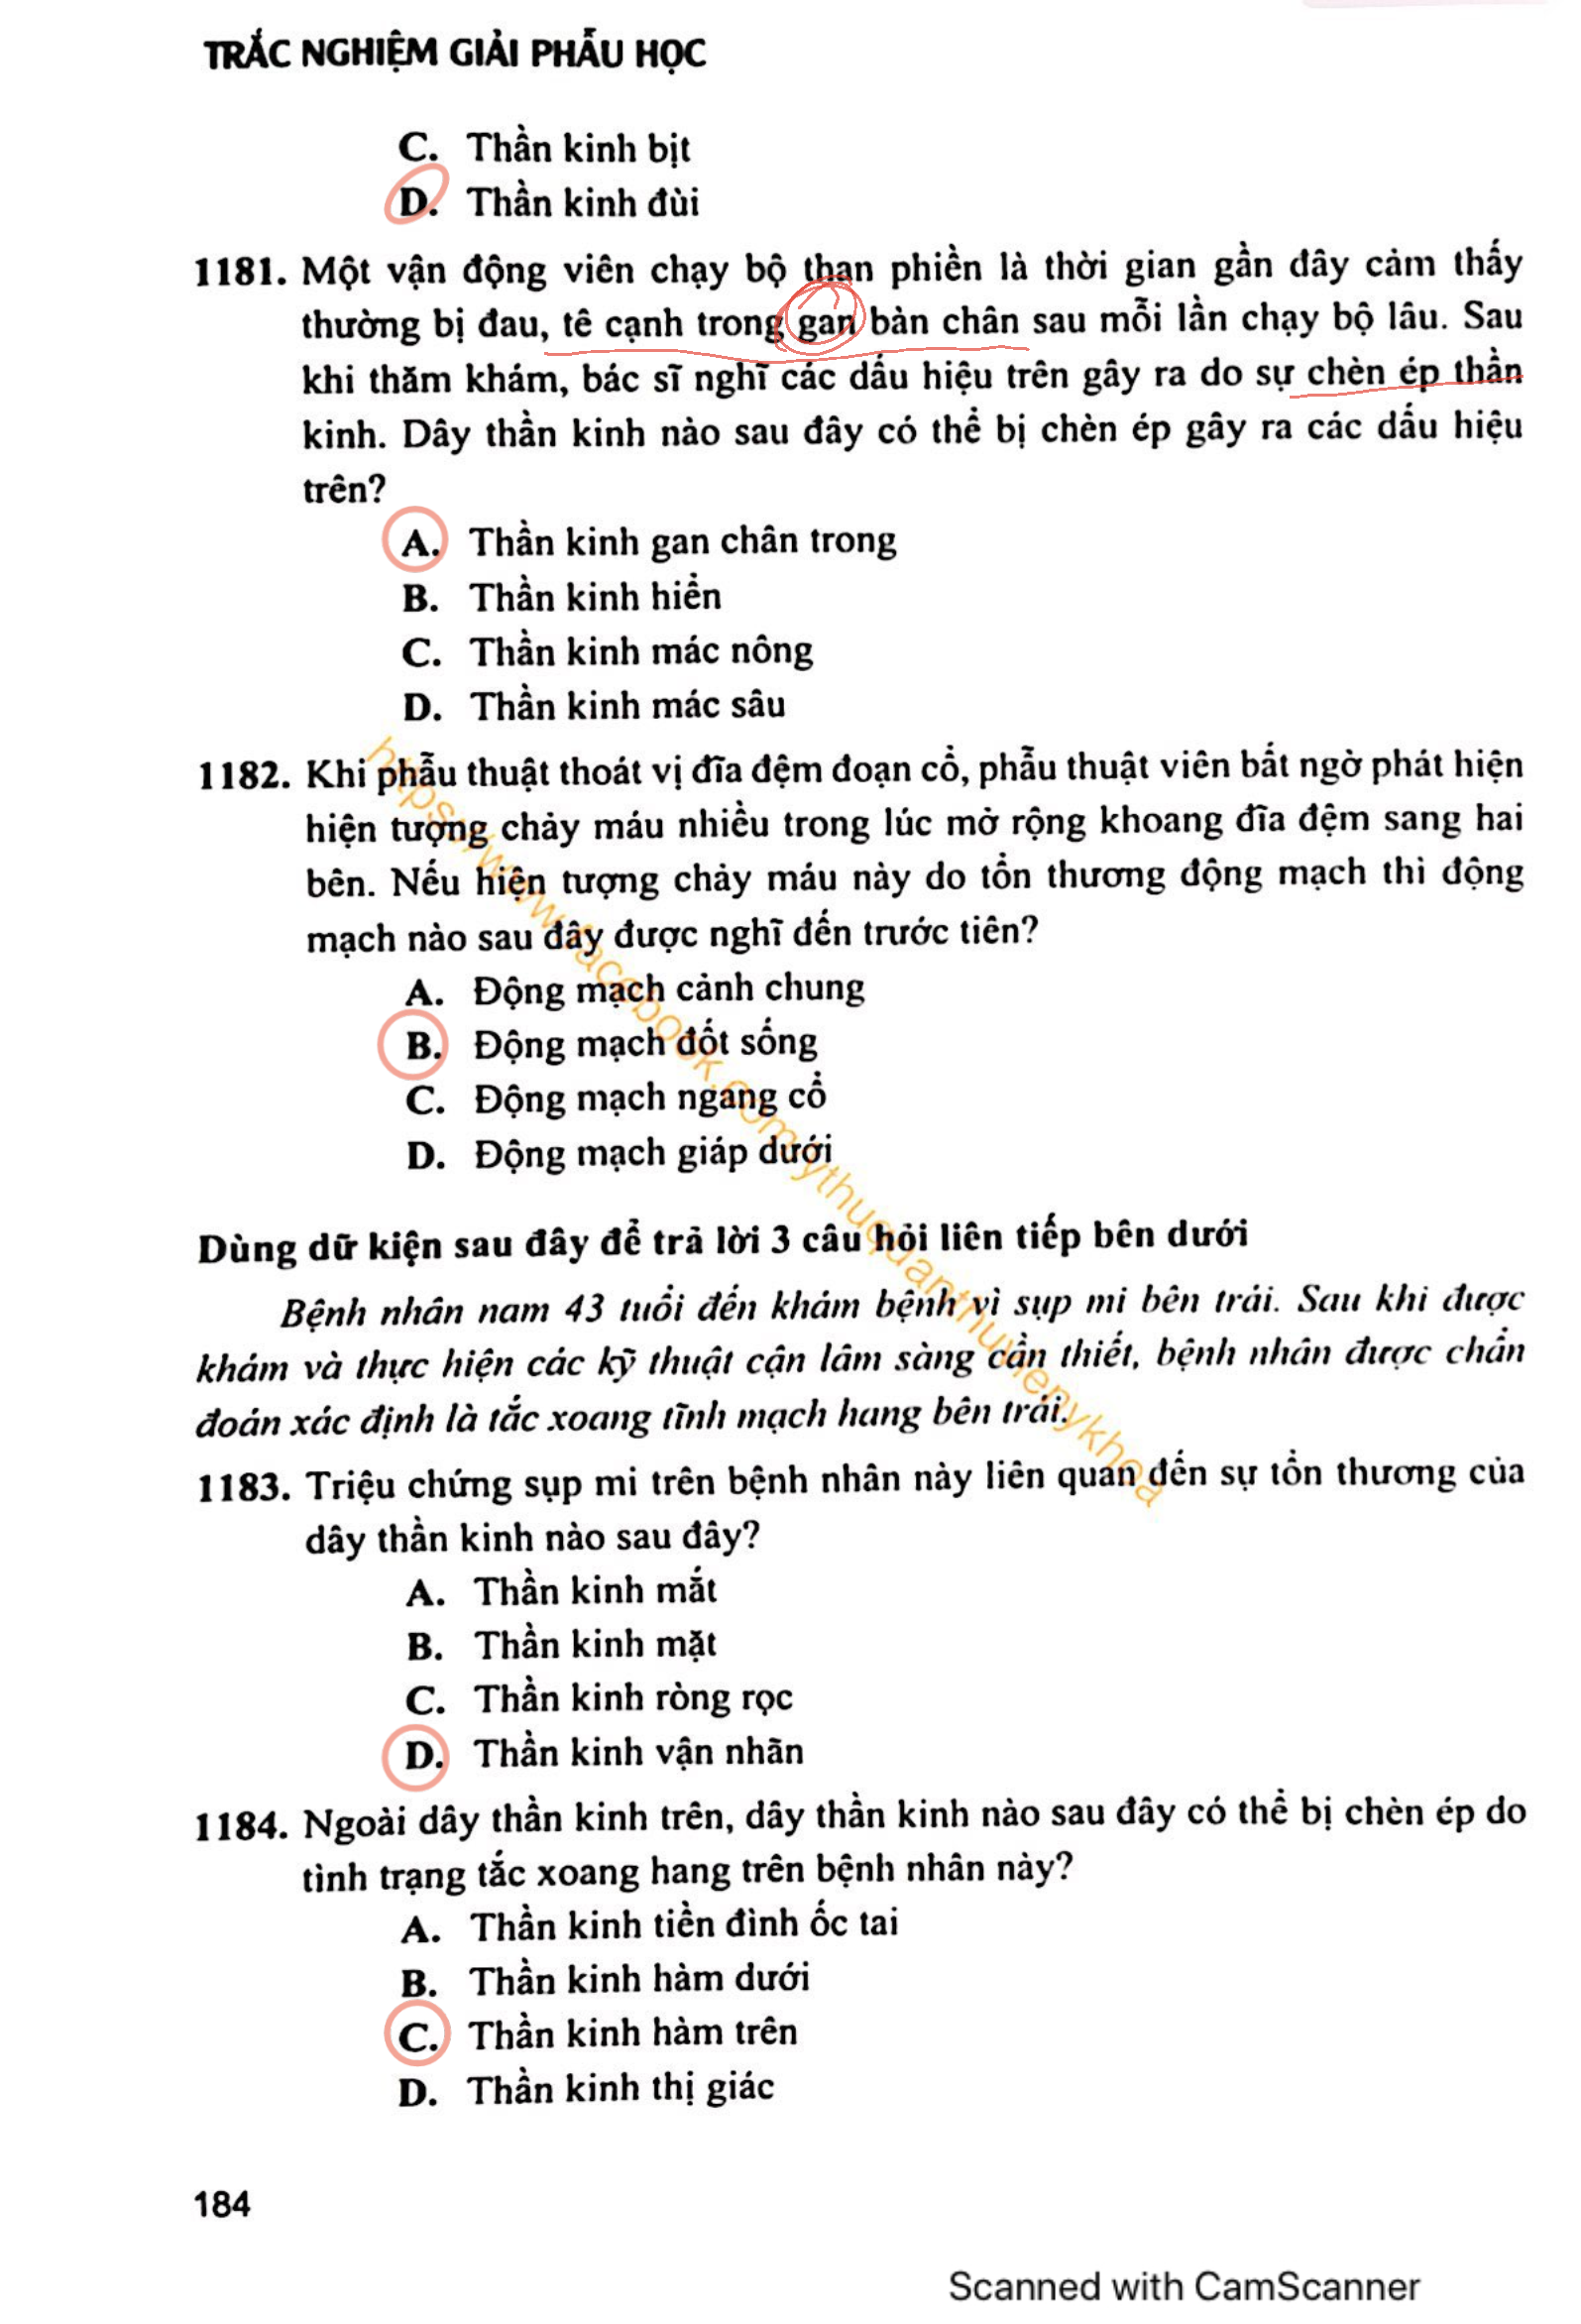 TRẮC NGHIỆM GIẢI PHẪU HỌC
C. Thần kinh bịt
D. Thần kinh đùi
1181. Một vận động viên chạy bộ than phiền là thời gian gần đây cảm thấy
thường bị đau, tê cạnh trong gan bàn chân sau mỗi lần chạy bộ lâu. Sau
khi thăm khám, bác sĩ nghĩ các dấu hiệu trên gây ra do sự chèn ép thần
kinh. Dây thần kinh nào sau đây có thể bị chèn ép gây ra các dấu hiệu
trên?
A. Thần kinh gan chân trong
B. Thần kinh hiển
C. Thần kinh mác nông
D. Thần kinh mác sâu
1182. Khi phẫu thuật thoát vị đĩa đệm đoạn cổ, phẫu thuật viên bất ngờ phát hiện
hiện tượng chảy máu nhiều trong lúc mở rộng khoang đĩa đệm sang hai
bên. Nếu hiện tượng chảy máu này do tổn thương động mạch thì động
mạch nào sau đây được nghĩ đến trước tiên?
A. Động mạch cảnh chung
B. Động mạch đốt sống
C. Động mạch ngang cổ
D. Động mạch giáp dưới
https://www.facebook.com/ythuquanthuvienykhoa
Dùng dữ kiện sau đây để trả lời 3 câu hỏi liên tiếp bên dưới
Bệnh nhân nam 43 tuổi đến khám bệnh vì sụp mi bên trái. Sau khi được
khám và thực hiện các kỹ thuật cận lâm sàng cần thiết, bệnh nhân được chẩn
đoán xác định là tắc xoang tĩnh mạch hang bên trái.
1183. Triệu chứng sụp mi trên bệnh nhân này liên quan đến sự tổn thương của
dây thần kinh nào sau đây?
A. Thần kinh mắt
B. Thần kinh mặt
C. Thần kinh ròng rọc
D. Thần kinh vận nhãn
1184. Ngoài dây thần kinh trên, dây thần kinh nào sau đây có thể bị chèn ép do
tình trạng tắc xoang hang trên bệnh nhân này?
A. Thần kinh tiền đình ốc tai
B. Thần kinh hàm dưới
C. Thần kinh hàm trên
D. Thần kinh thị giác
184
Scanned with CamScanner